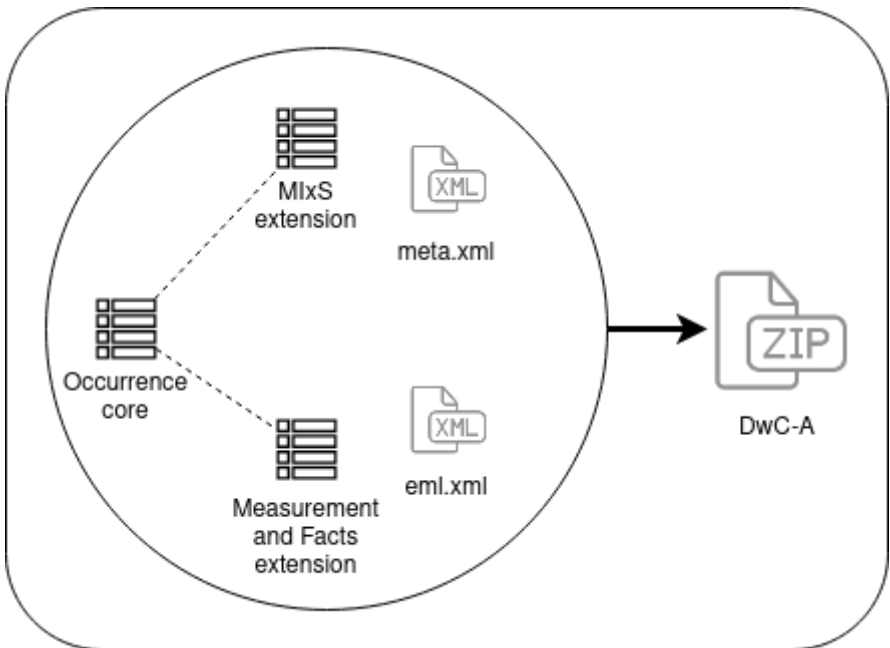 MIxS
extension
XML
meta.xml
Occurrence
core
ZIP
DwC-A
XML
eml.xml
Measurement
and Facts
extension